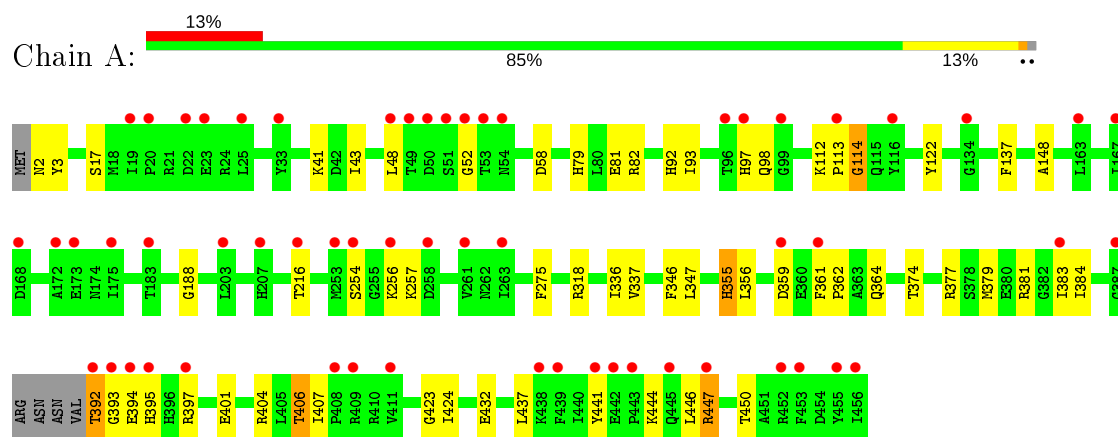 13%
Chain A:
85% 13% ••
MET N2 Y3 S17 M18 I19 P20 R21 D22 E23 R24 L25 Y33 K41 D42 I43 L48 T49 D50 S51 G52 T53 N54 D58 H79 L80 E81 R82 H92 I93 T96 H97 Q98 G99 K112 P113 G114 Q115 Y116 Y122 G134 F137 A148 L163
D168 A172 E173 N174 I175 T183 G188 L203 H207 T216 M253 S254 G255 K256 K257 D258 V261 N262 I263 F275 R318 I336 V337 F346 L347 H355 L356 D359 E360 F361 P362 A363 Q364 T374 R377 S378 M379 E380 R381 G382 I383 I384
ARG ASN ASN VAL T392 G393 E394 H395 H396 R397 E401 R404 L405 T406 I407 P408 R409 R410 V411 G423 I424 E432 L437 K438 F439 I440 Y441 E442 P443 K444 Q445 L446 R447 T450 A451 R452 F453 D454 Y455 I456